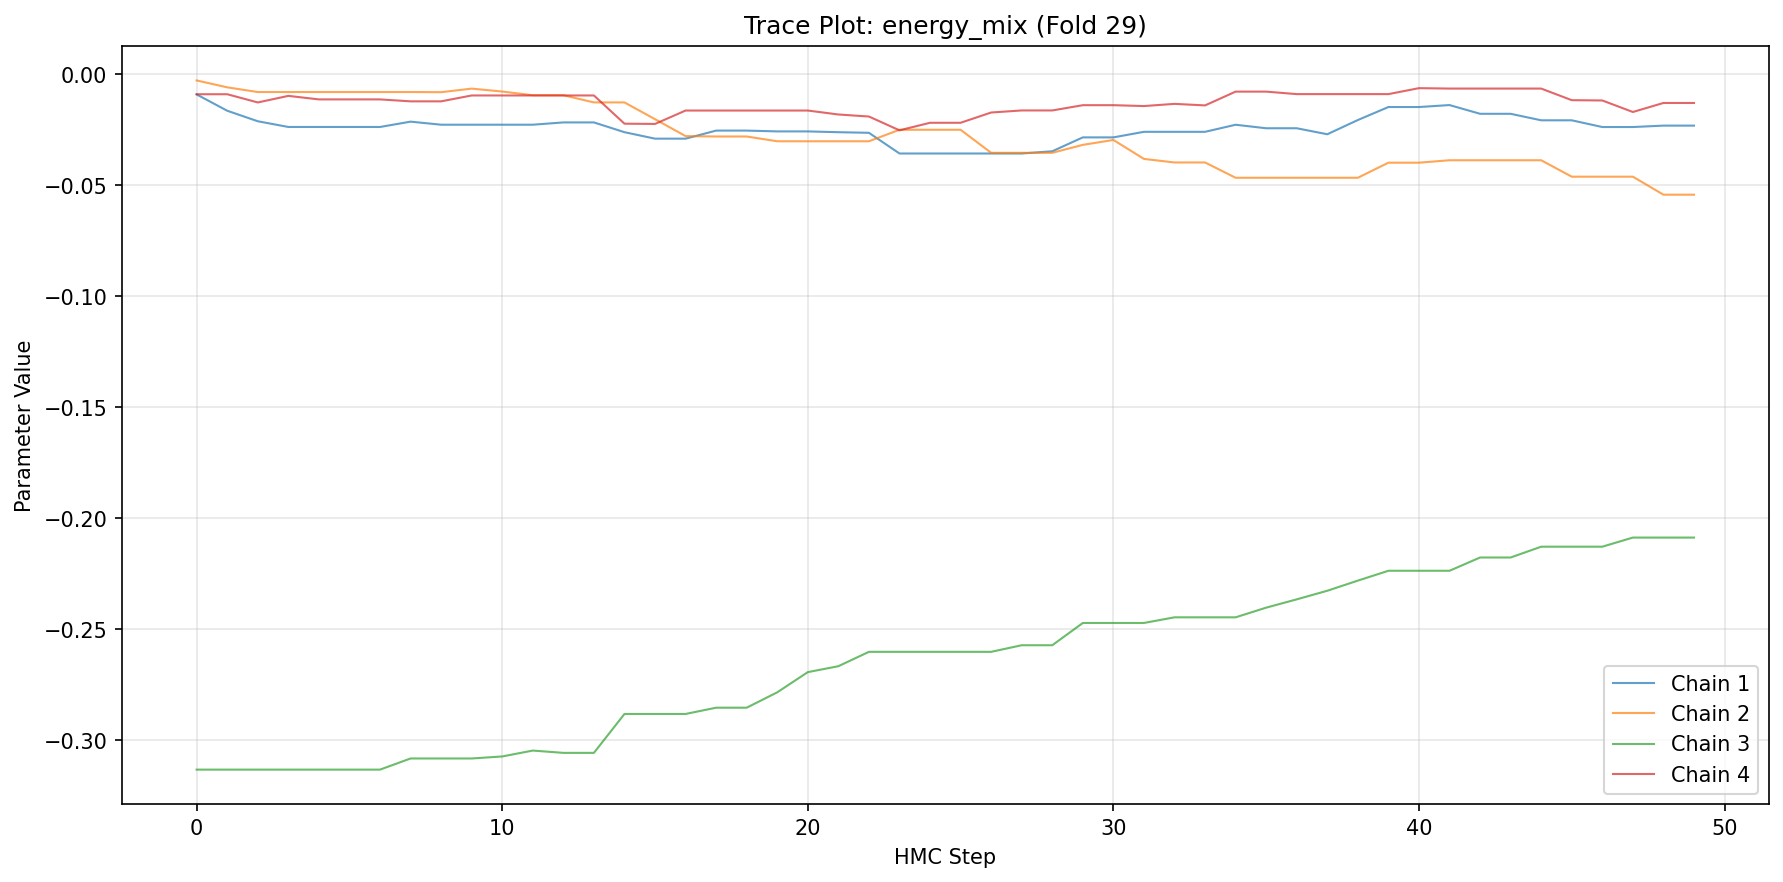 Trace Plot: energy_mix (Fold 29)
0.00
−0.05
−0.10
−0.15
−0.20
−0.25
−0.30
Parameter Value
0 10 20 30 40 50
HMC Step
Chain 1
Chain 2
Chain 3
Chain 4